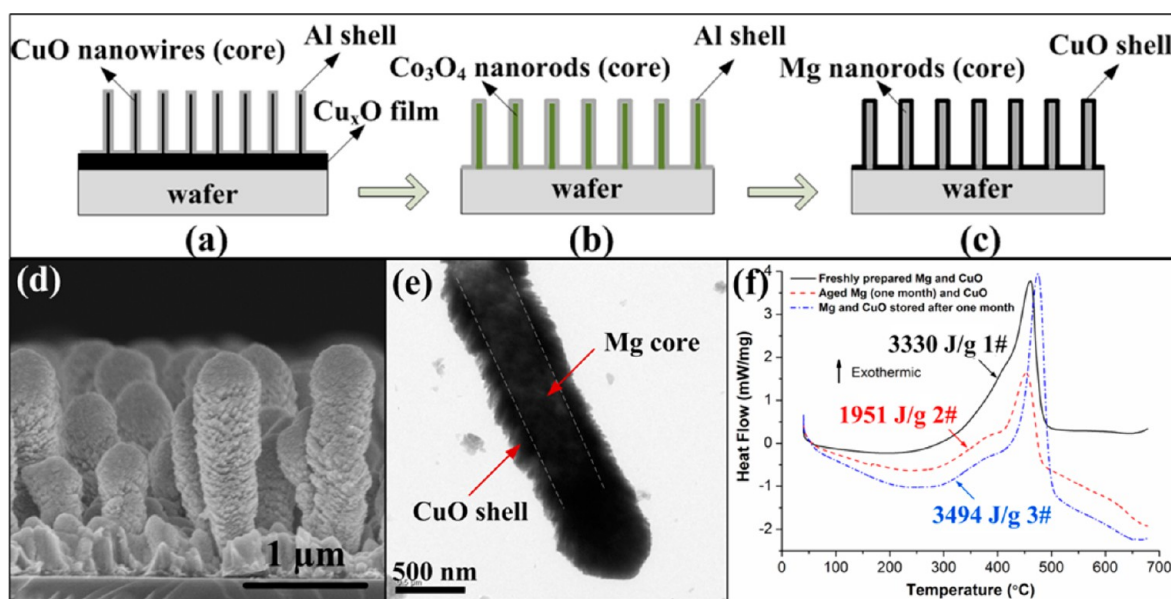 CuO nanowires (core)
Al shell
CuₓO film
wafer
(a)
Co₃O₄ nanorods (core)
Al shell
wafer
(b)
Mg nanorods (core)
CuO shell
wafer
(c)
(d)
1 μm
(e)
Mg core
CuO shell
500 nm
(f)
Freshly prepared Mg and CuO
Aged Mg (one month) and CuO
Mg and CuO stored after one month
3330 J/g 1#
Exothermic
1951 J/g 2#
3494 J/g 3#
Heat Flow (mW/mg)
4
3
2
1
0
-1
-2
0 100 200 300 400 500 600 700
Temperature (°C)